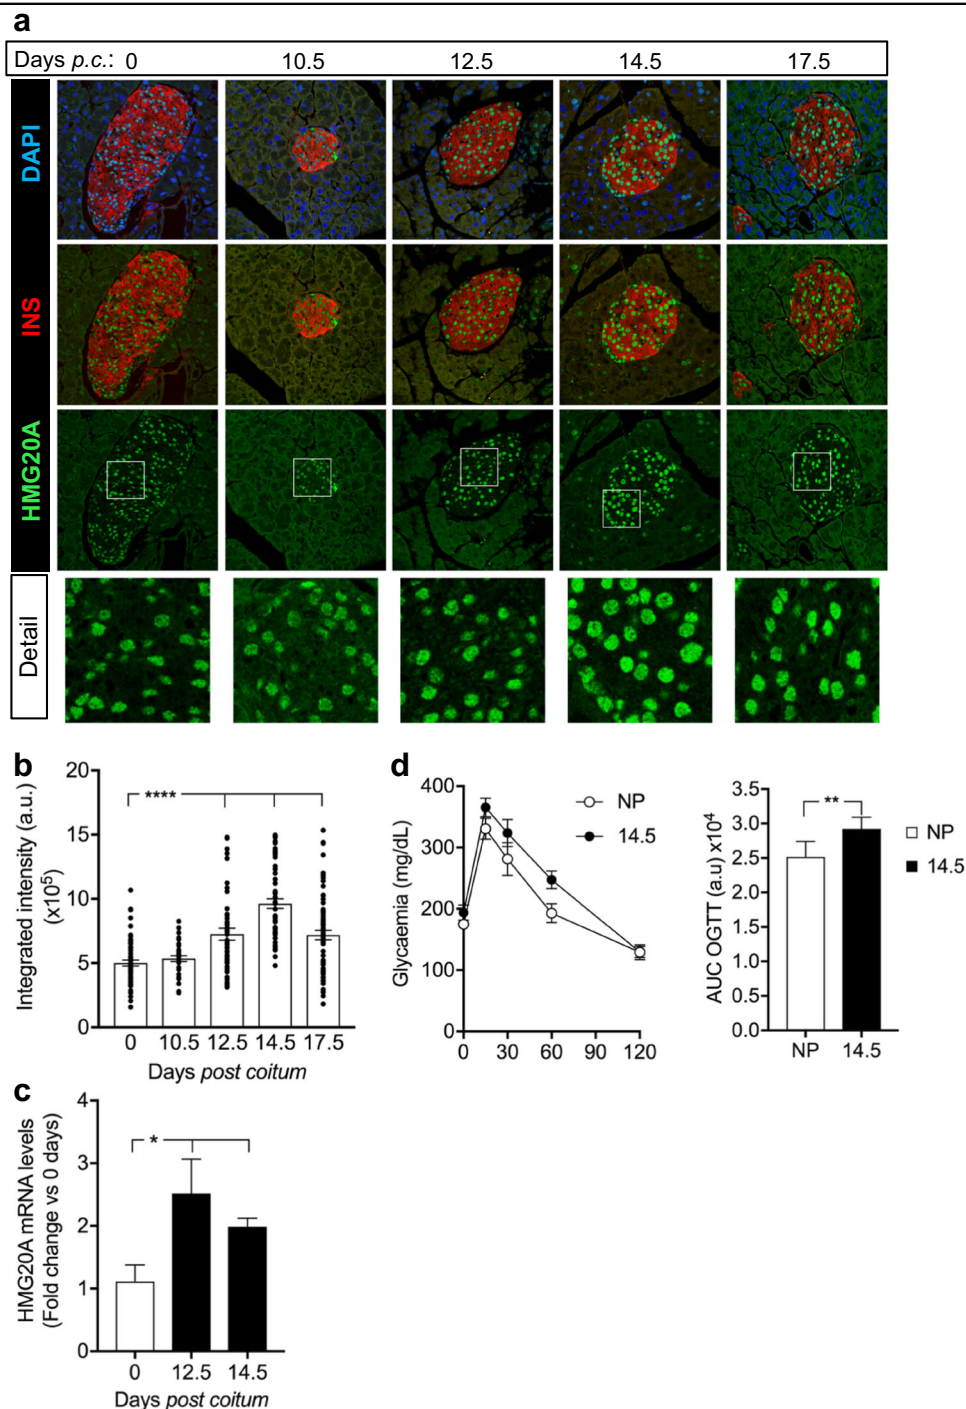 a
Days p.c.: 0 10.5 12.5 14.5 17.5
DAPI
INS
HMG20A
Detail
b
20
15
10
5
0
Integrated intensity (a.u.)
(x10⁵)
****
0 10.5 12.5 14.5 17.5
Days post coitum
c
4
3
2
1
0
HMG20A mRNA levels
(Fold change vs 0 days)
*
0 12.5 14.5
Days post coitum
d
400
300
200
100
0
Glycaemia (mg/dL)
NP
14.5
0 30 60 90 120
3.5
3.0
2.5
2.0
1.5
1.0
0.5
0.0
AUC OGTT (a.u) x10⁴
**
NP
14.5
NP 14.5